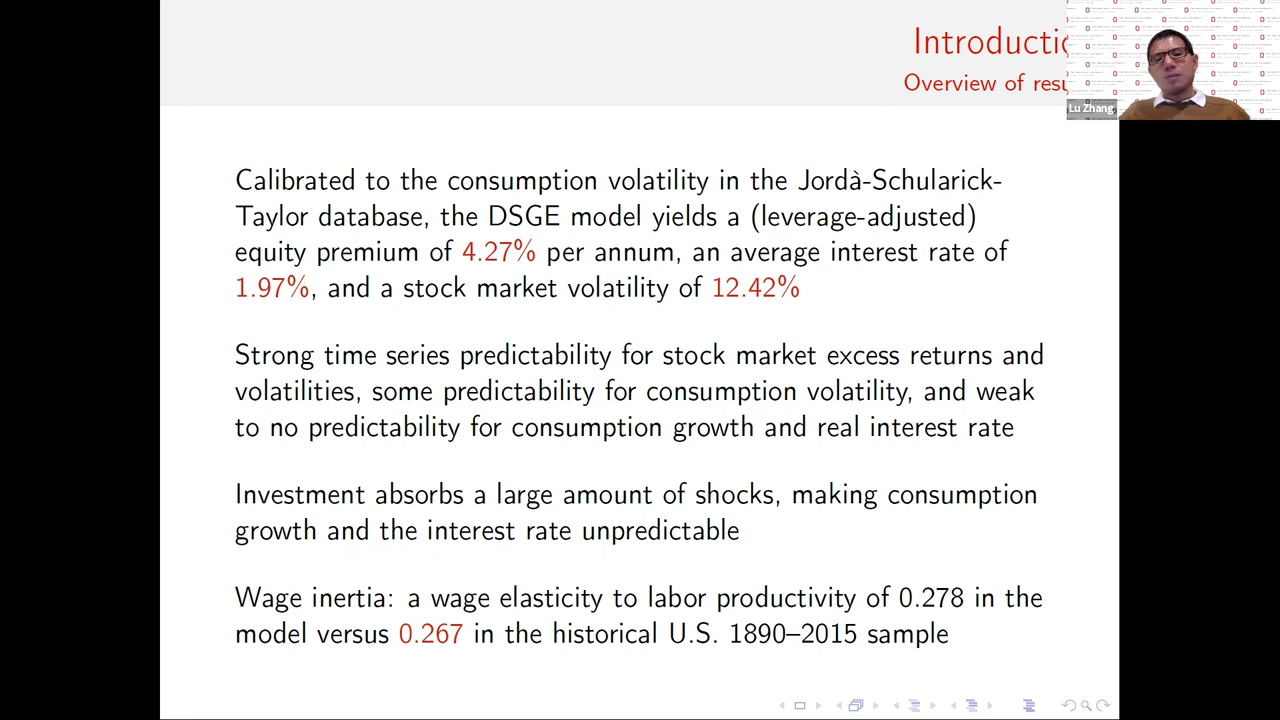 Introductio
Overview of resu
Lu Zhang
Calibrated to the consumption volatility in the Jordà-Schularick-
Taylor database, the DSGE model yields a (leverage-adjusted)
equity premium of 4.27% per annum, an average interest rate of
1.97%, and a stock market volatility of 12.42%
Strong time series predictability for stock market excess returns and
volatilities, some predictability for consumption volatility, and weak
to no predictability for consumption growth and real interest rate
Investment absorbs a large amount of shocks, making consumption
growth and the interest rate unpredictable
Wage inertia: a wage elasticity to labor productivity of 0.278 in the
model versus 0.267 in the historical U.S. 1890–2015 sample